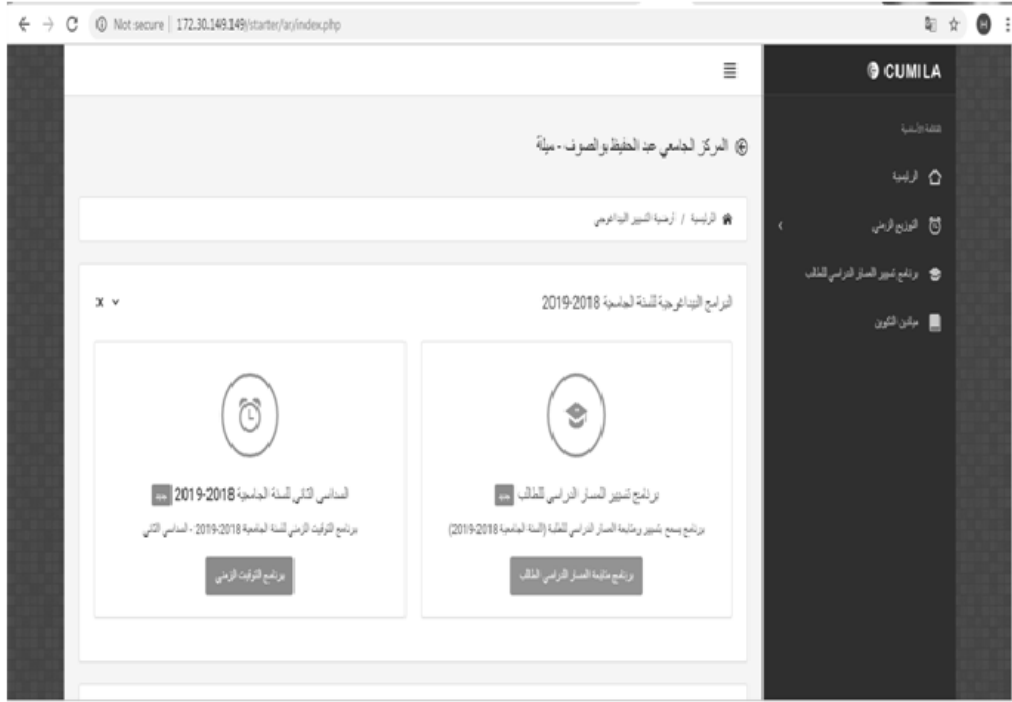 Not secure | 172.30.149.149/starter/ar/index.php
H
CUMILA
القائمة الأساسية
الرئيسية
التوزيع الزمني
برنامج تسيير المسار الدراسي للطالب
ميادين التكوين
المركز الجامعي عبد الحفيظ بوالصوف - ميلة
الرئيسية / أرضية التسيير البيداغوجي
البرامج البيداغوجية للسنة الجامعية 2018-2019
x
برنامج تسيير المسار الدراسي للطالب جديد
برنامج يسمح بتسيير ومتابعة المسار الدراسي للطلبة (السنة الجامعية 2018-2019)
برنامج متابعة المسار الدراسي الطالب
السداسي الثاني للسنة الجامعية 2018-2019 جديد
برنامج التوقيت الزمني للسنة الجامعية 2018-2019 - السداسي الثاني
برنامج التوقيت الزمني